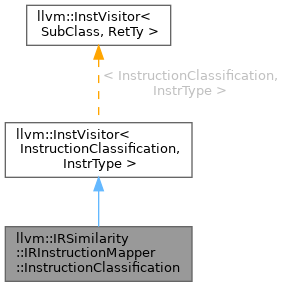 llvm::InstVisitor<
SubClass, RetTy >
< InstructionClassification,
InstrType >
llvm::InstVisitor<
InstructionClassification,
InstrType >
llvm::IRSimilarity
::IRInstructionMapper
::InstructionClassification